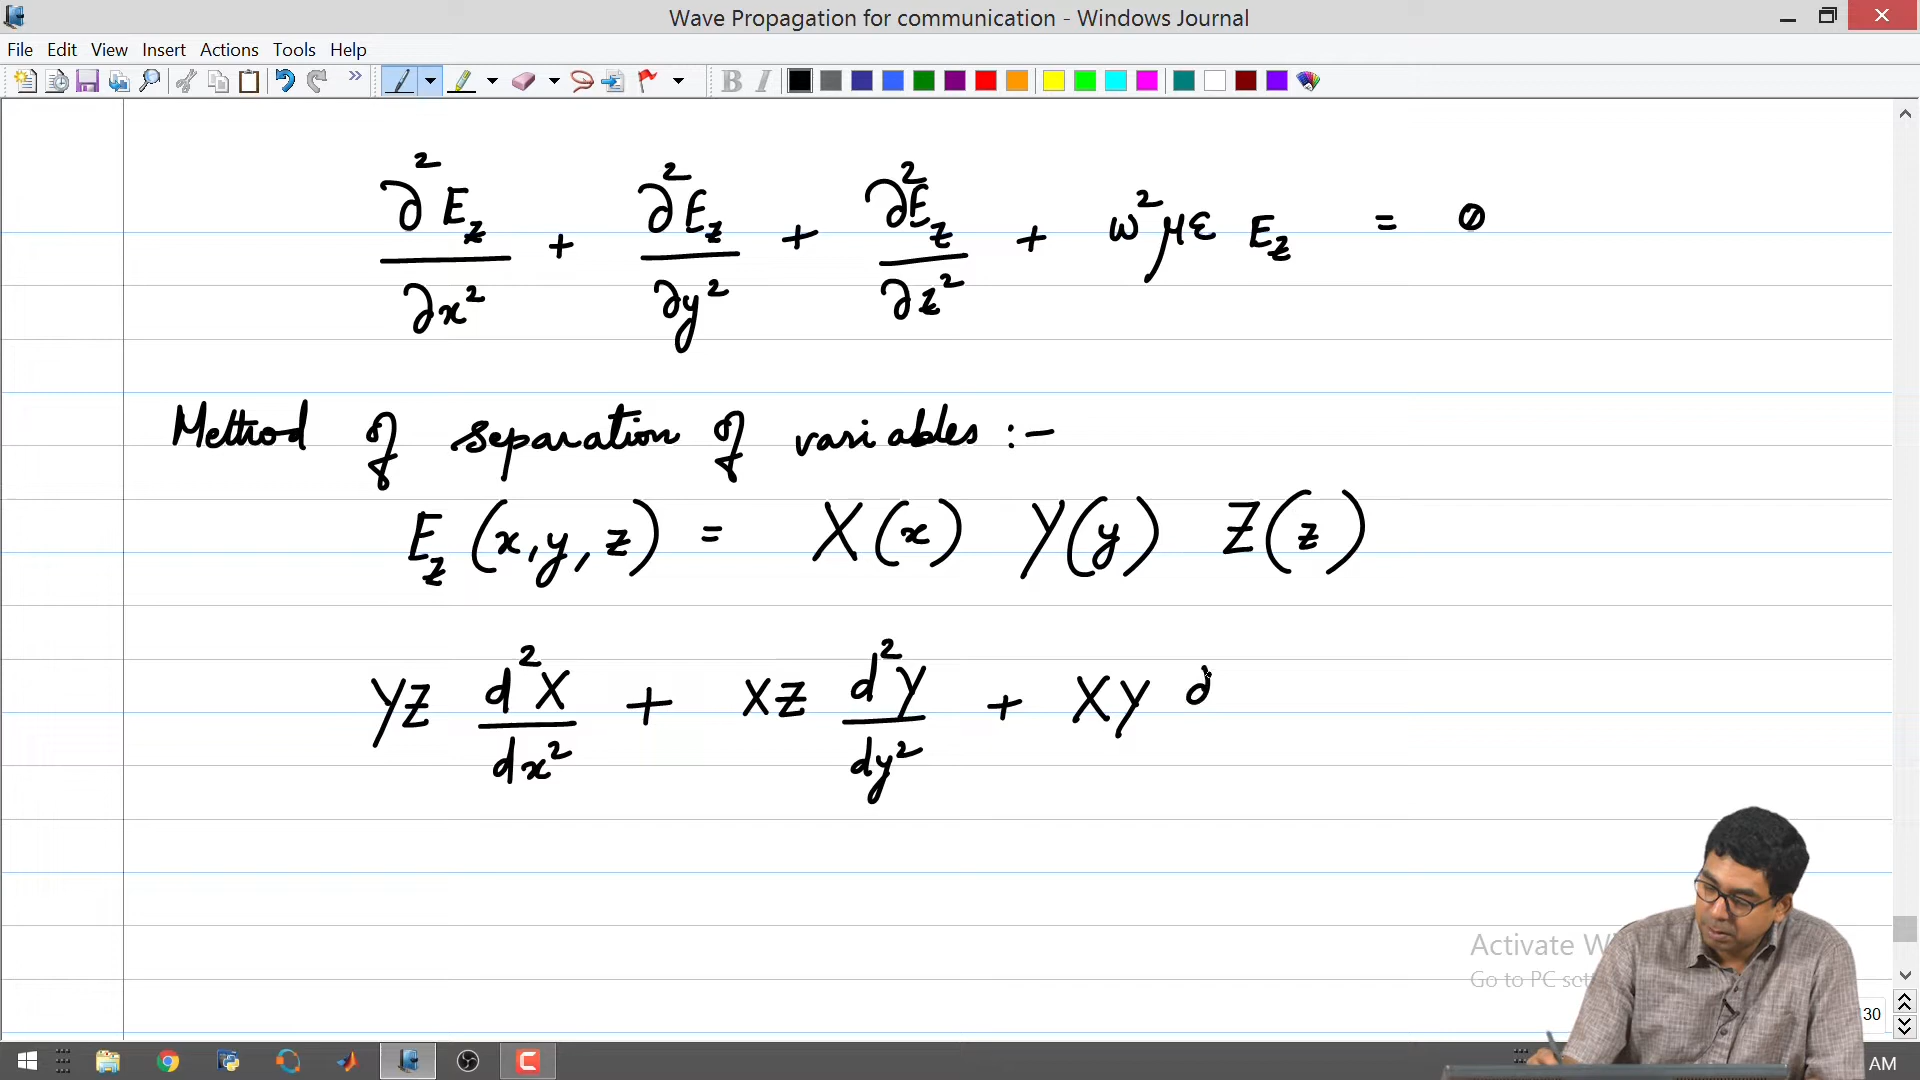 Wave Propagation for communication - Windows Journal
File Edit View Insert Actions Tools Help
B I
∂²E_z/∂x² + ∂²E_z/∂y² + ∂²E_z/∂z² + ω²με E_z = 0
Method of separation of variables :-
E_z (x, y, z) = X(x) Y(y) Z(z)
YZ d²X/dx² + XZ d²Y/dy² + XY d
Activate W
Go to PC set
130
AM